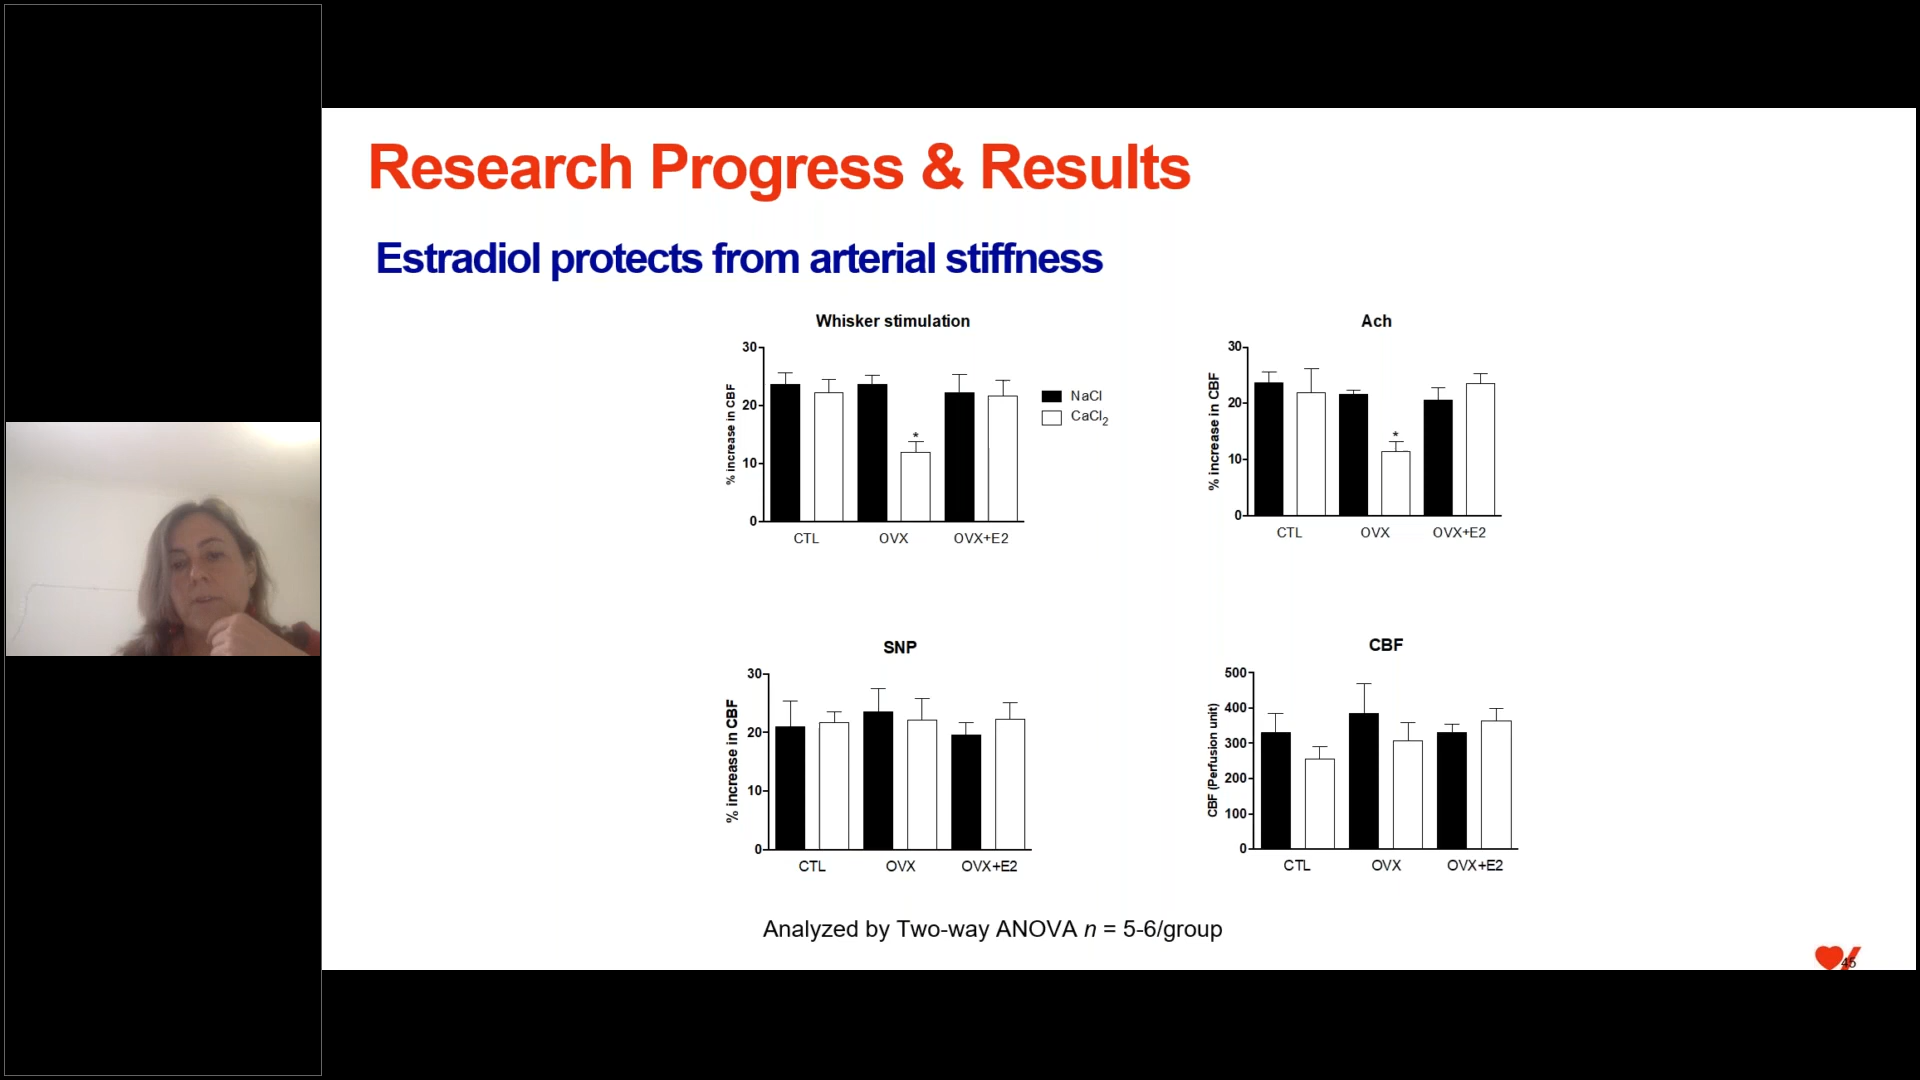 Research Progress & Results
Estradiol protects from arterial stiffness
Whisker stimulation
% increase in CBF
30
20
10
0
CTL
OVX
OVX+E2
*
NaCl
CaCl2
Ach
% increase in CBF
30
20
10
0
CTL
OVX
OVX+E2
*
SNP
% increase in CBF
30
20
10
0
CTL
OVX
OVX+E2
CBF
CBF (Perfusion unit)
500
400
300
200
100
0
CTL
OVX
OVX+E2
Analyzed by Two-way ANOVA n = 5-6/group
45